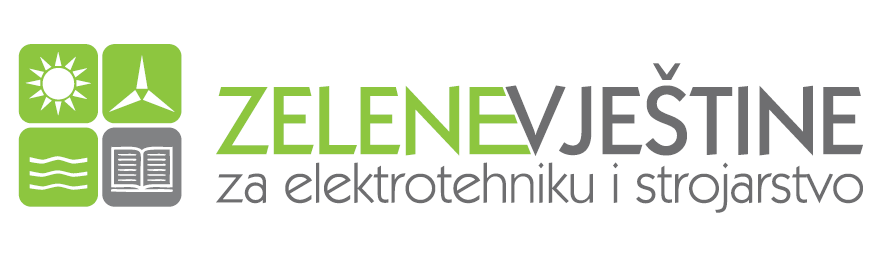 ZELENEVJEŠTINE
za elektrotehniku i strojarstvo